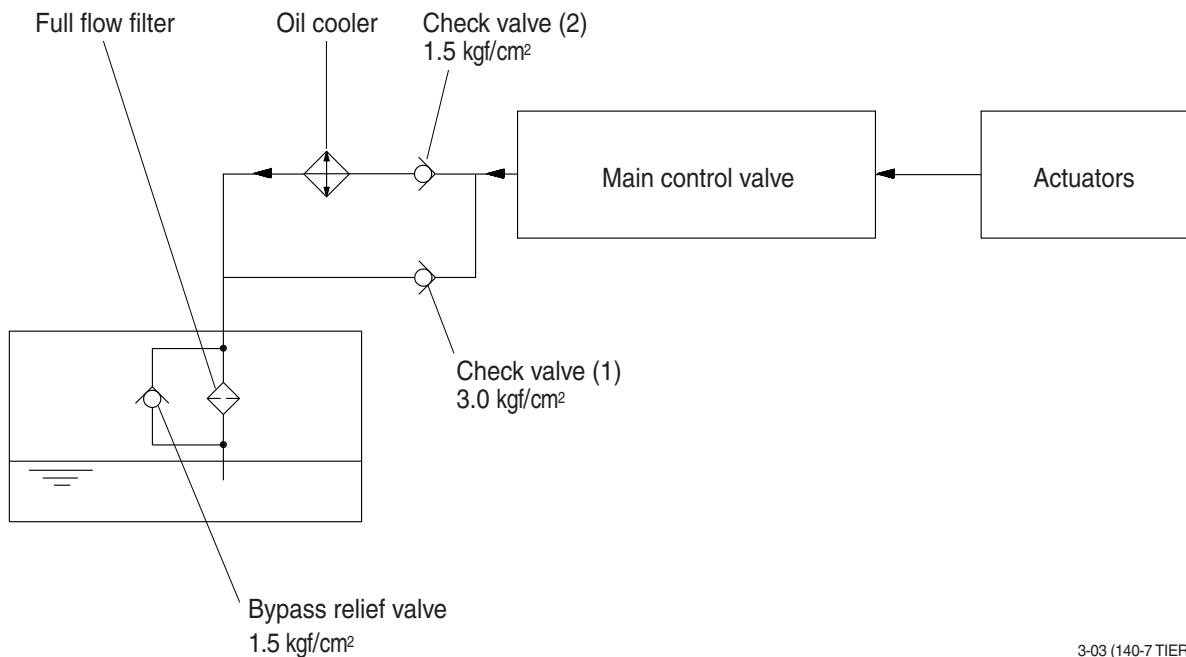 Full flow filter
Oil cooler
Check valve (2)
1.5 kgf/cm²
Main control valve
Actuators
Check valve (1)
3.0 kgf/cm²
Bypass relief valve
1.5 kgf/cm²
3-03 (140-7 TIER